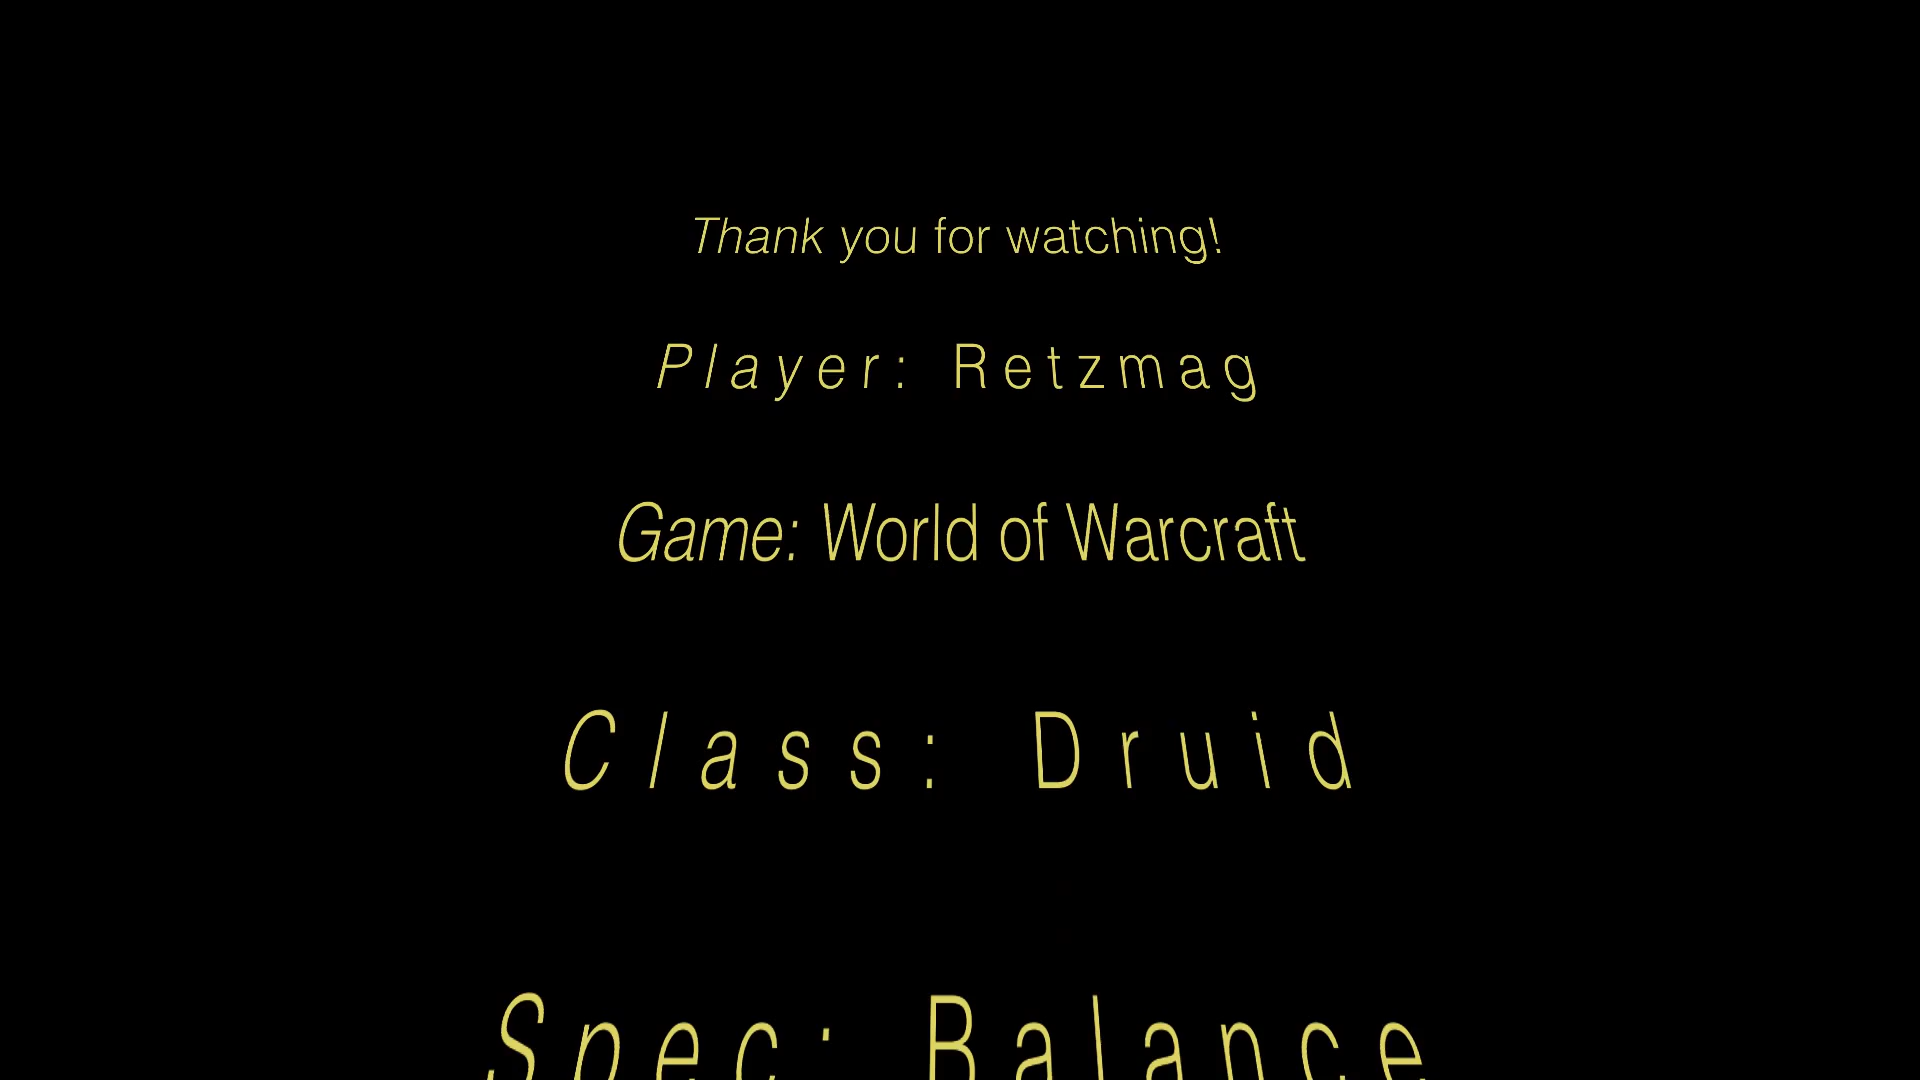 Thank you for watching!
Player: Retzmag
Game: World of Warcraft
Class: Druid
Spec: Balance